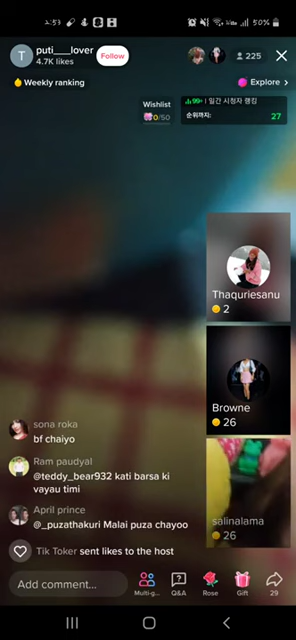 2:53
50%
T
puti___lover
4.7K likes
Follow
225
Weekly ranking
Explore >
Wishlist
0/50
99+ | 일간 시청자 랭킹
순위까지:
27
Thaquriesanu
2
Browne
26
salinalama
26
sona roka
bf chaiyo
Ram paudyal
@teddy_bear932 kati barsa ki
vayau timi
April prince
@_puzathakuri Malai puza chayoo
Tik Toker sent likes to the host
Add comment...
Multi-g...
Q&A
Rose
Gift
29